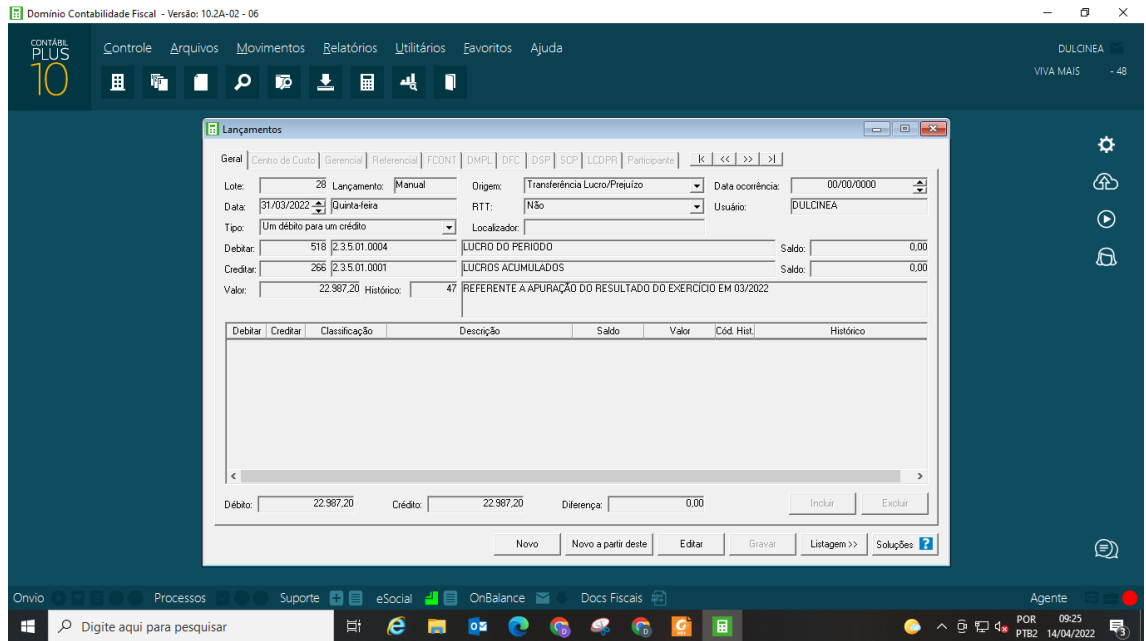 Domínio Contabilidade Fiscal - Versão: 10.2A-02 - 06
CONTÁBIL
PLUS
10
Controle Arquivos Movimentos Relatórios Utilitários Favoritos Ajuda
DULCINEA
VIVA MAIS - 48
Lançamentos
Geral Centro de Custo Gerencial Referencial FCONT DMPL DFC DSP SCP LCDPR Participante
Lote: 28 Lançamento: Manual Origem: Transferência Lucro/Prejuízo Data ocorrência: 00/00/0000
Data: 31/03/2022 Quinta-feira RTT: Não Usuário: DULCINEA
Tipo: Um débito para um crédito Localizador:
Debitar: 518 2.3.5.01.0004 LUCRO DO PERIODO Saldo: 0,00
Creditar: 266 2.3.5.01.0001 LUCROS ACUMULADOS Saldo: 0,00
Valor: 22.987,20 Histórico: 47 REFERENTE A APURAÇÃO DO RESULTADO DO EXERCÍCIO EM 03/2022
Debitar Creditar Classificação Descrição Saldo Valor Cód. Hist. Histórico
Débito: 22.987,20 Crédito: 22.987,20 Diferença: 0,00 Incluir Excluir
Novo Novo a partir deste Editar Gravar Listagem >> Soluções ?
Onvio Processos Suporte eSocial OnBalance Docs Fiscais Agente
Digite aqui para pesquisar
POR 09:25
PTB2 14/04/2022